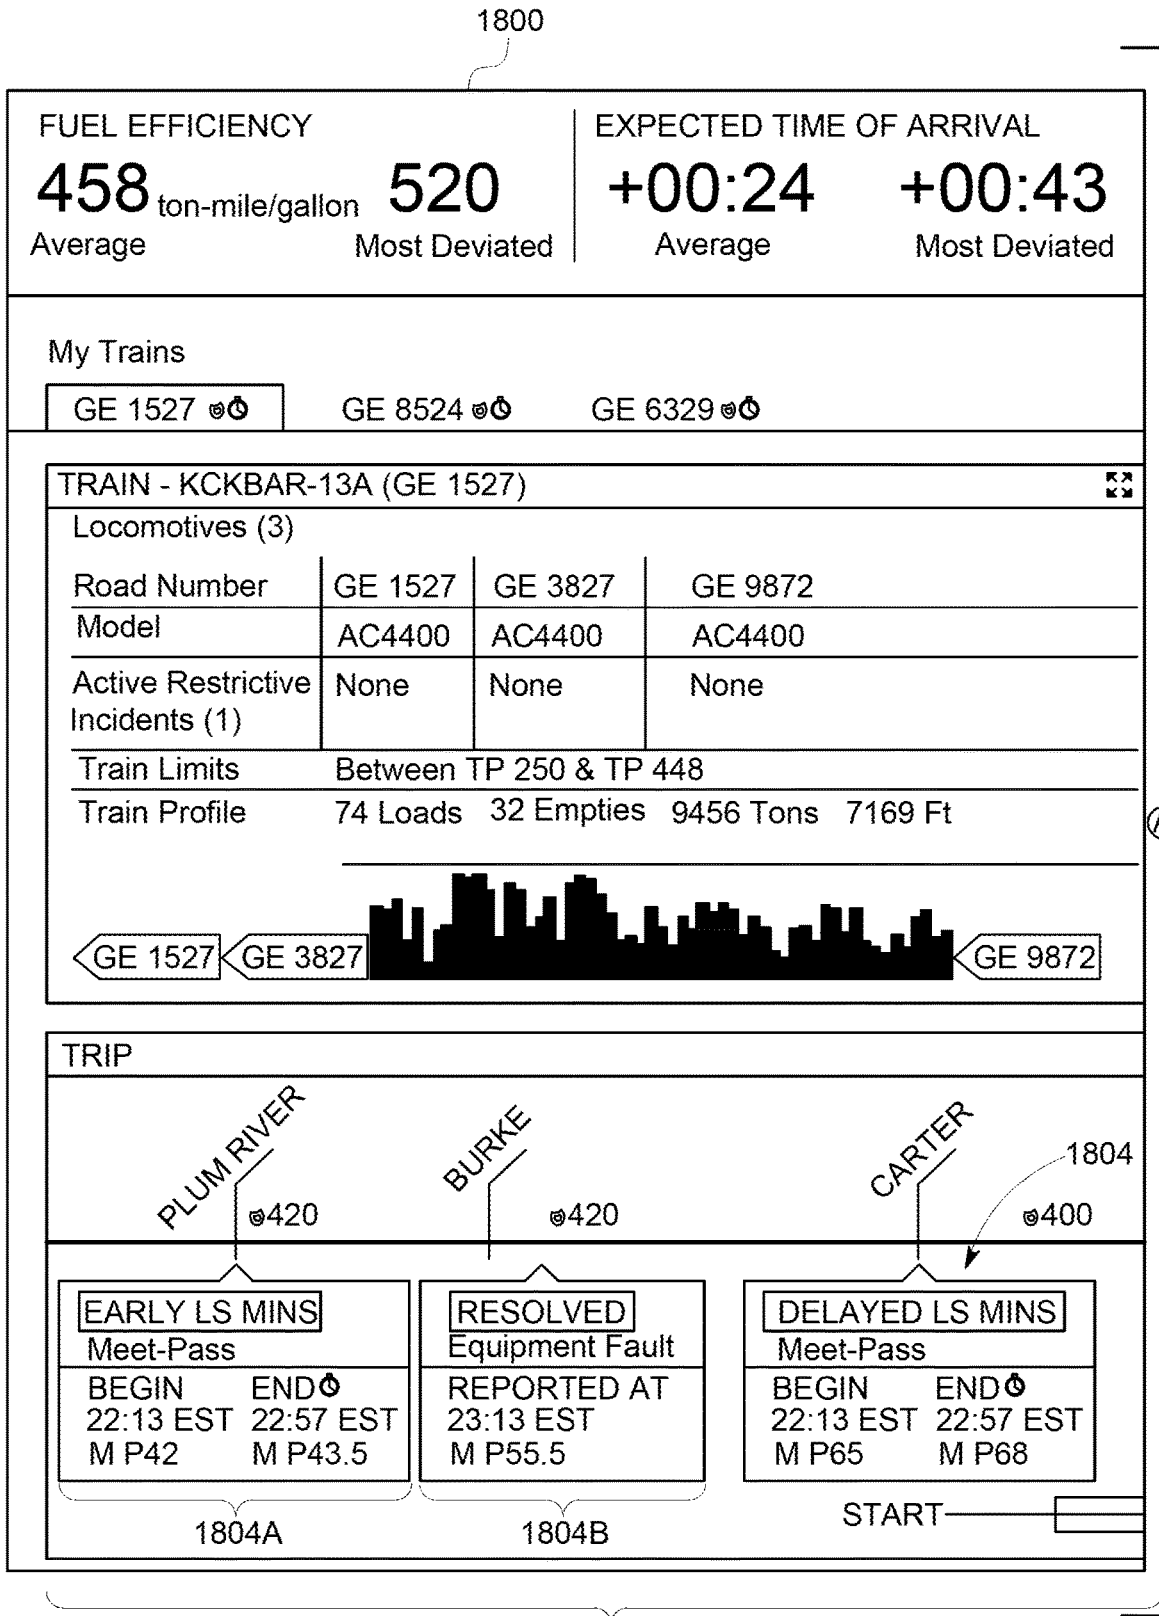 1800
FUEL EFFICIENCY
EXPECTED TIME OF ARRIVAL
458 ton-mile/gallon 520
+00:24 +00:43
Average Most Deviated
Average Most Deviated
My Trains
GE 1527 GE 8524 GE 6329
TRAIN - KCKBAR-13A (GE 1527)
Locomotives (3)
Road Number GE 1527 GE 3827 GE 9872
Model AC4400 AC4400 AC4400
Active Restrictive None None None
Incidents (1)
Train Limits Between TP 250 & TP 448
Train Profile 74 Loads 32 Empties 9456 Tons 7169 Ft
GE 1527 GE 3827 GE 9872
TRIP
PLUM RIVER
BURKE
CARTER
1804
420 420 400
EARLY LS MINS
Meet-Pass
BEGIN END
22:13 EST 22:57 EST
M P42 M P43.5
RESOLVED
Equipment Fault
REPORTED AT
23:13 EST
M P55.5
DELAYED LS MINS
Meet-Pass
BEGIN END
22:13 EST 22:57 EST
M P65 M P68
START
1804A 1804B